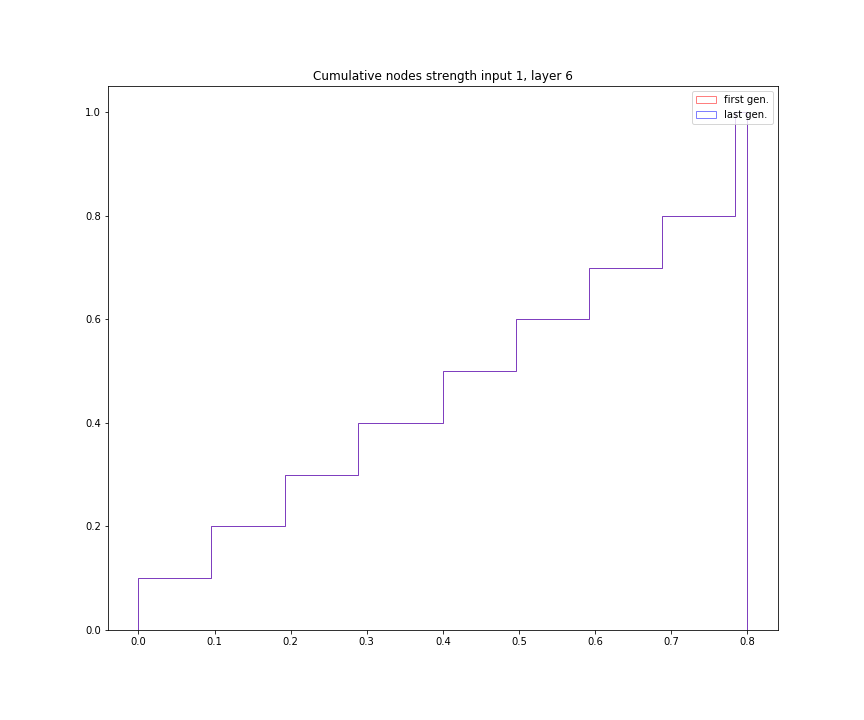 Cumulative nodes strength input 1, layer 6
first gen.
last gen.
1.0
0.8
0.6
0.4
0.2
0.0
0.0 0.1 0.2 0.3 0.4 0.5 0.6 0.7 0.8